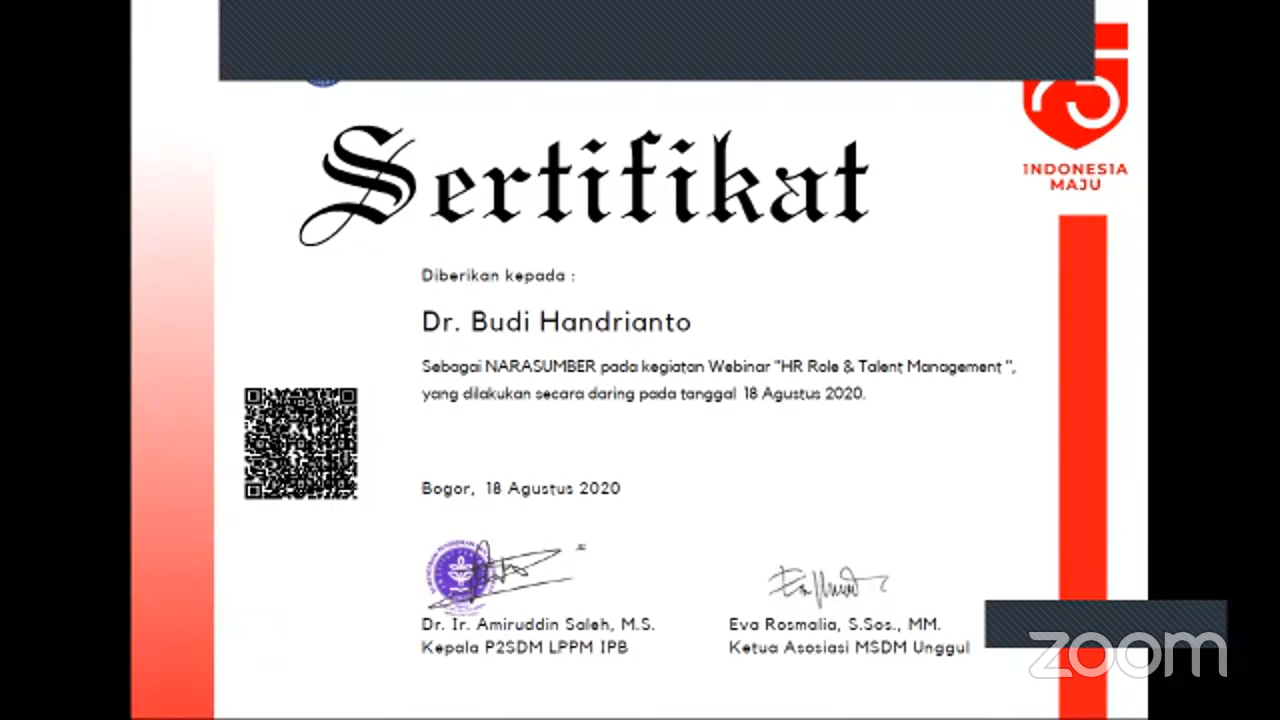 Sertifikat
INDONESIA
MAJU
Diberikan kepada :
Dr. Budi Handrianto
Sebagai NARASUMBER pada kegiatan Webinar "HR Role & Talent Management ",
yang dilakukan secara daring pada tanggal 18 Agustus 2020.
Bogor, 18 Agustus 2020
Dr. Ir. Amiruddin Saleh, M.S.
Kepala P2SDM LPPM IPB
Eva Rosmalia, S.Sos., MM.
Ketua Asosiasi MSDM Unggul
zoom